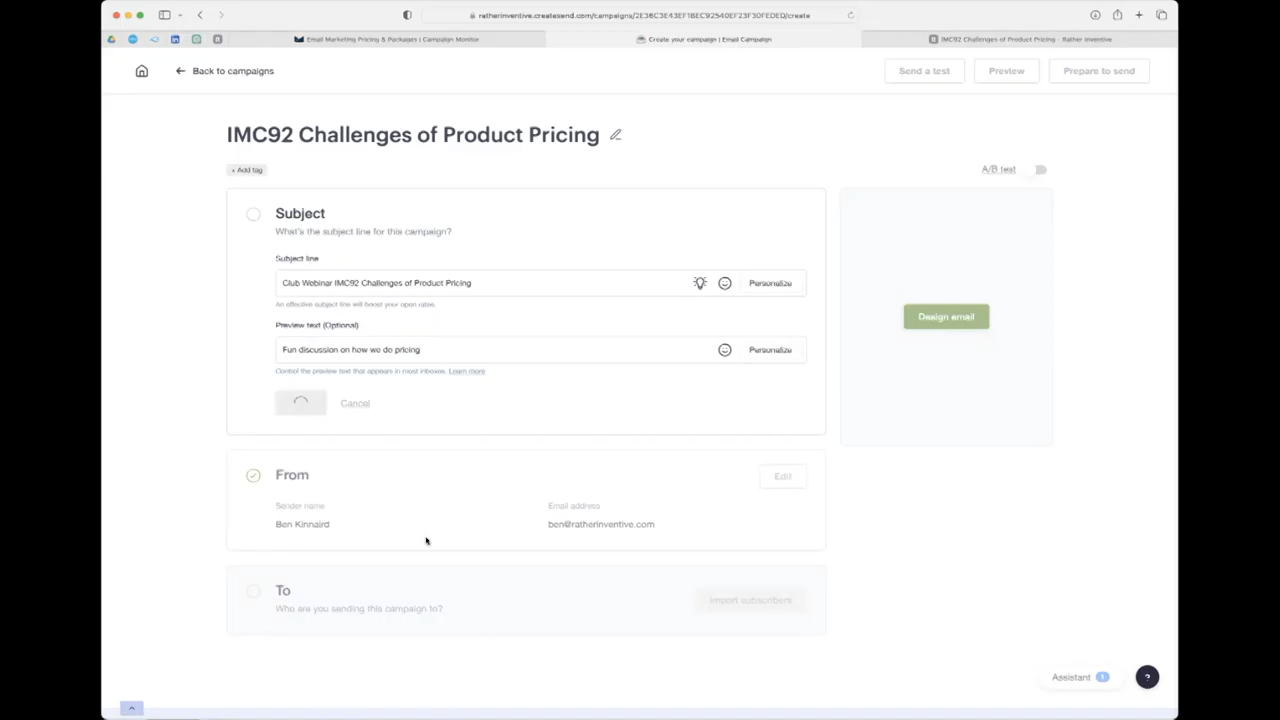 ratherinventive.createsend.com/campaigns/2E36C3E43EF1BEC92540EF23F30FEDED/create
Email Marketing Pricing & Packages | Campaign Monitor
Create your campaign | Email Campaign
IMC92 Challenges of Product Pricing - Rather Inventive
Back to campaigns
Send a test
Preview
Prepare to send
IMC92 Challenges of Product Pricing
+ Add tag
A/B test
Subject
What's the subject line for this campaign?
Subject line
Club Webinar IMC92 Challenges of Product Pricing
Personalize
An effective subject line will boost your open rates.
Preview text (Optional)
Fun discussion on how we do pricing
Personalize
Control the preview text that appears in most inboxes. Learn more
Cancel
Design email
From
Edit
Sender name
Email address
Ben Kinnaird
ben@ratherinventive.com
To
Who are you sending this campaign to?
Import subscribers
Assistant 1
?